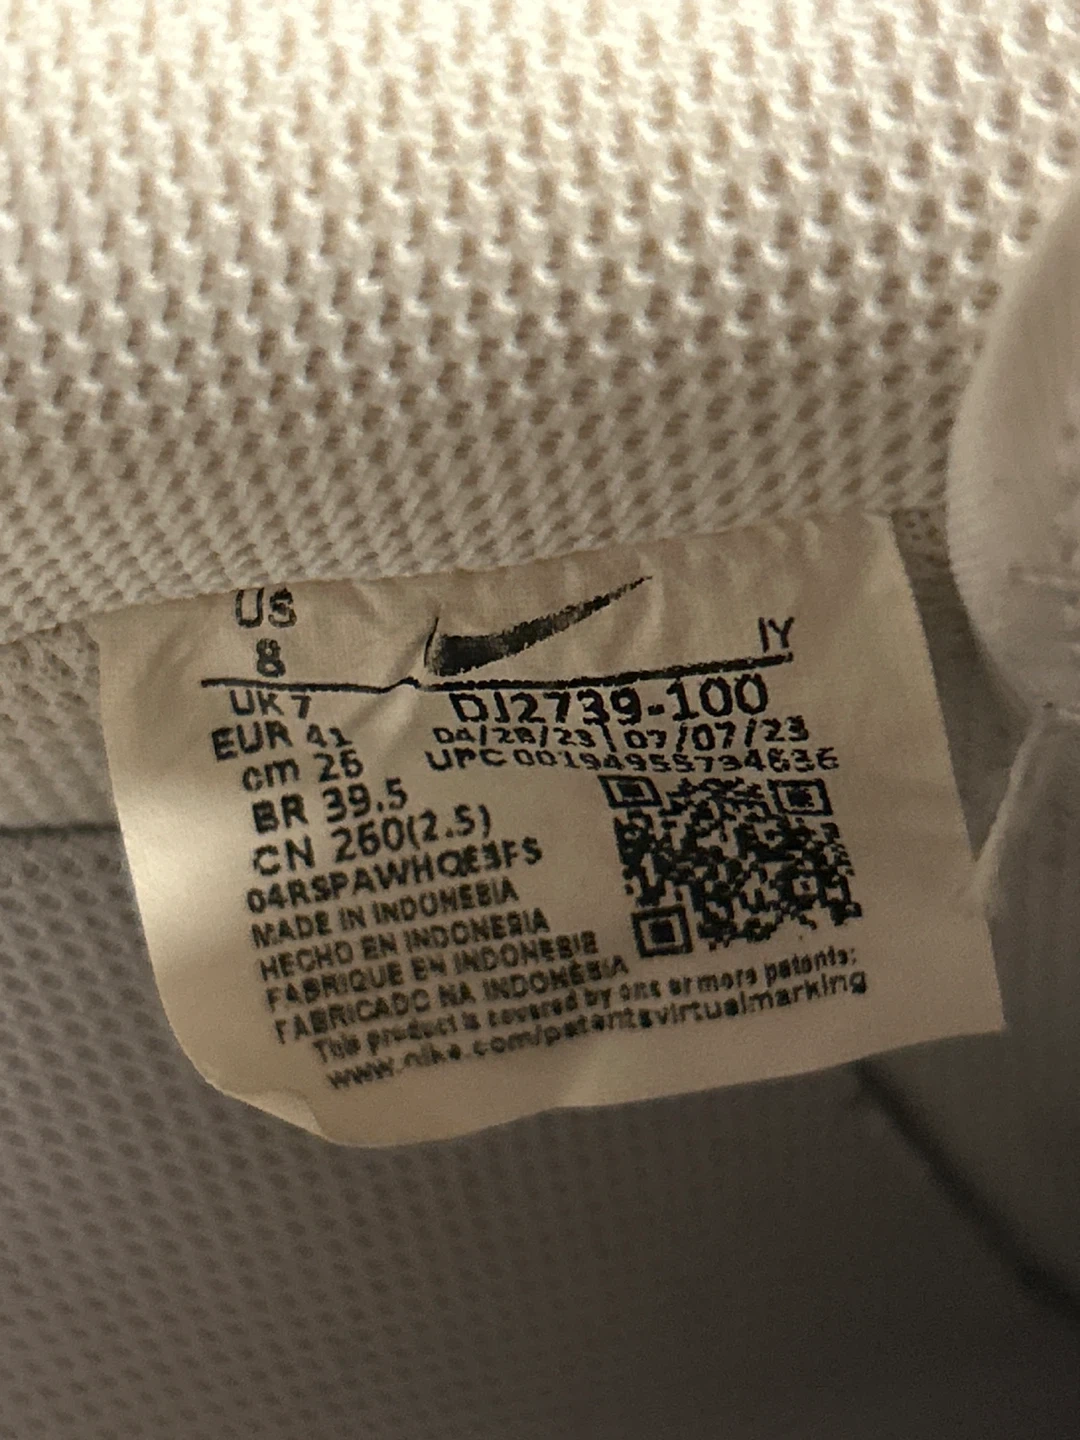 US
8
IY
UK 7
DJ2739-100
EUR 41
04/28/23 | 07/07/23
cm 26
UPC 00194955734636
BR 39.5
CN 260(2.5)
MADE IN INDONESIA
HECHO EN INDONESIA
FABRIQUE EN INDONESIE
FABRICADO NA INDONÉSIA
This product is covered by one or more patents:
www.nike.com/patentsvirtualmarking